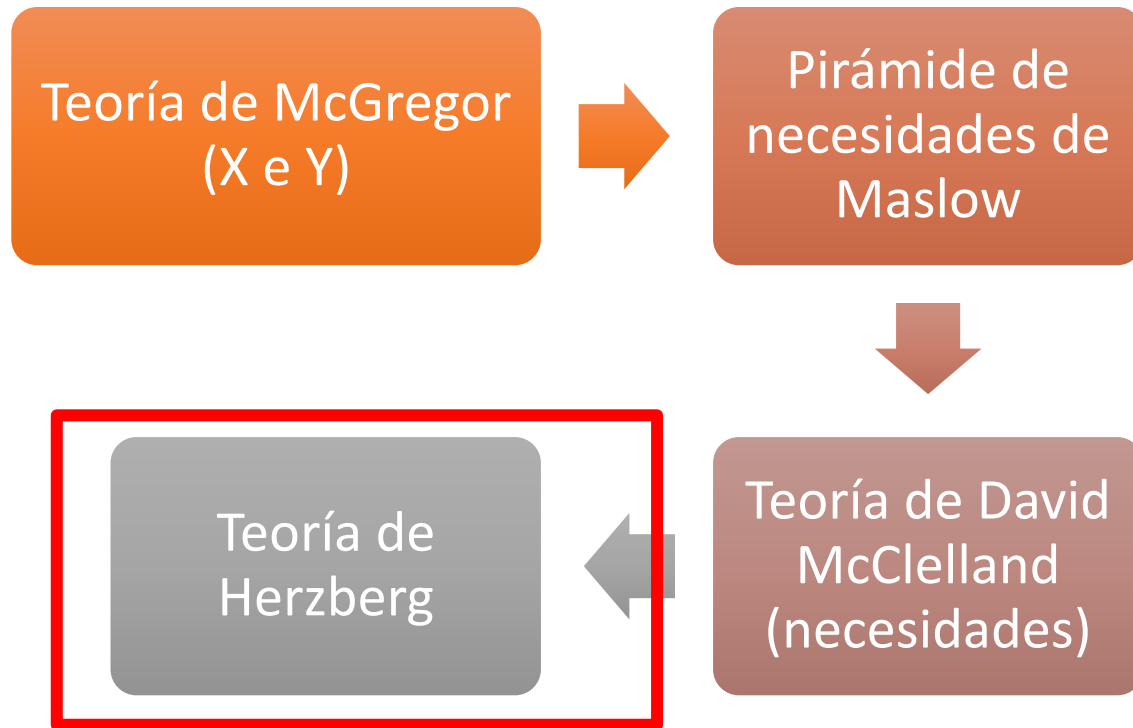 Teoría de McGregor
(X e Y)
Pirámide de
necesidades de
Maslow
Teoría de David
McClelland
(necesidades)
Teoría de
Herzberg